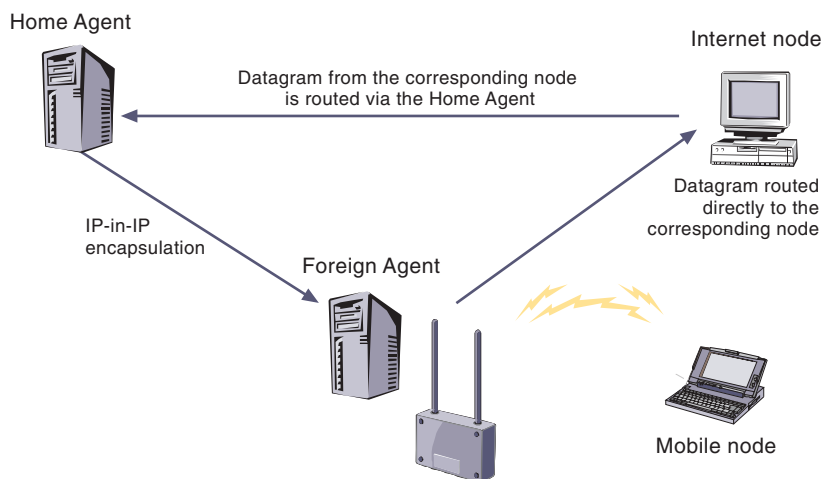 Home Agent
Internet node
Datagram from the corresponding node
is routed via the Home Agent
Datagram routed
directly to the
corresponding node
IP-in-IP
encapsulation
Foreign Agent
Mobile node